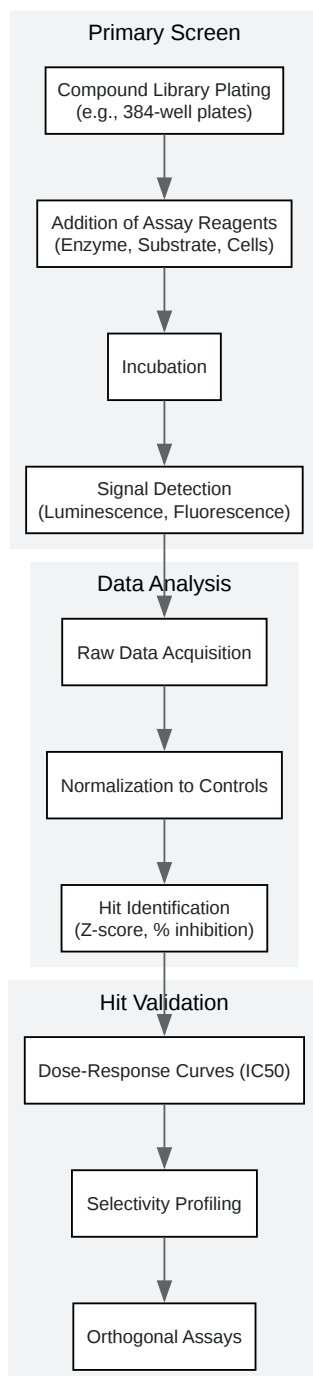 Primary Screen
Compound Library Plating
(e.g., 384-well plates)
Addition of Assay Reagents
(Enzyme, Substrate, Cells)
Incubation
Signal Detection
(Luminescence, Fluorescence)
Data Analysis
Raw Data Acquisition
Normalization to Controls
Hit Identification
(Z-score, % inhibition)
Hit Validation
Dose-Response Curves (IC50)
Selectivity Profiling
Orthogonal Assays